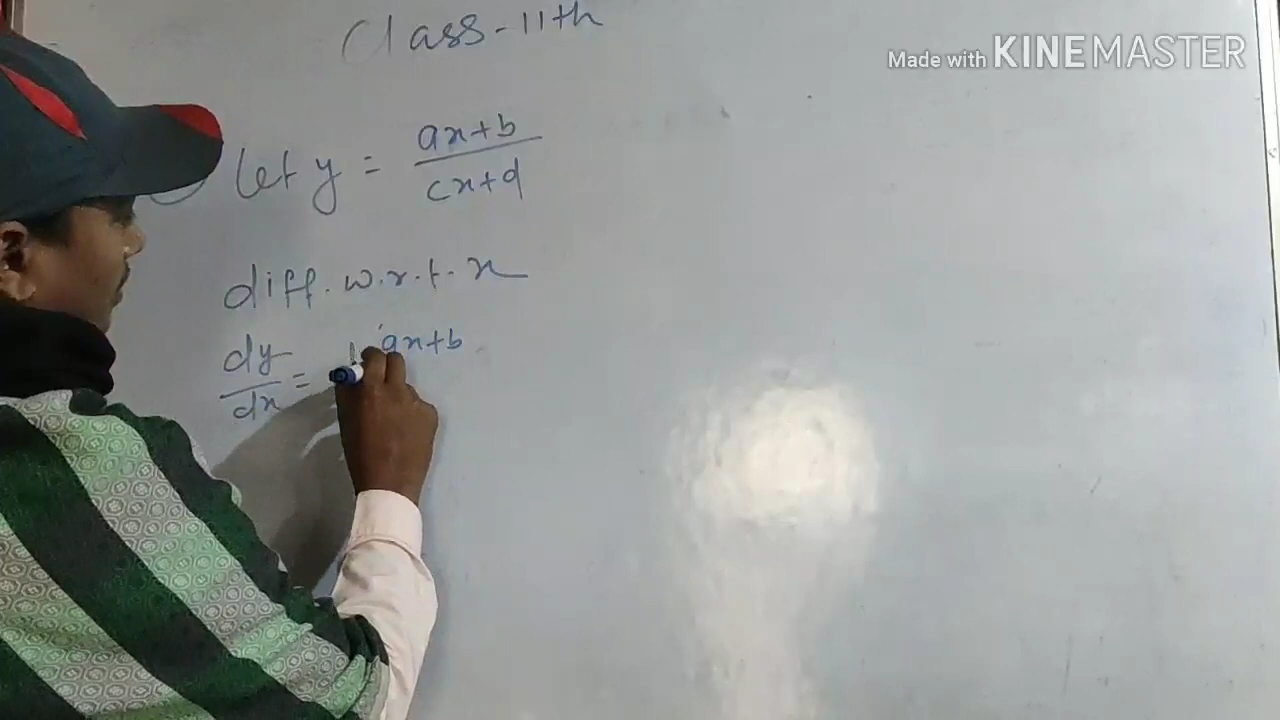 Class-11th
Made with KINEMASTER
let y = ax+b
cx+d
diff. w.r.t. x
dy = ax+b
dx